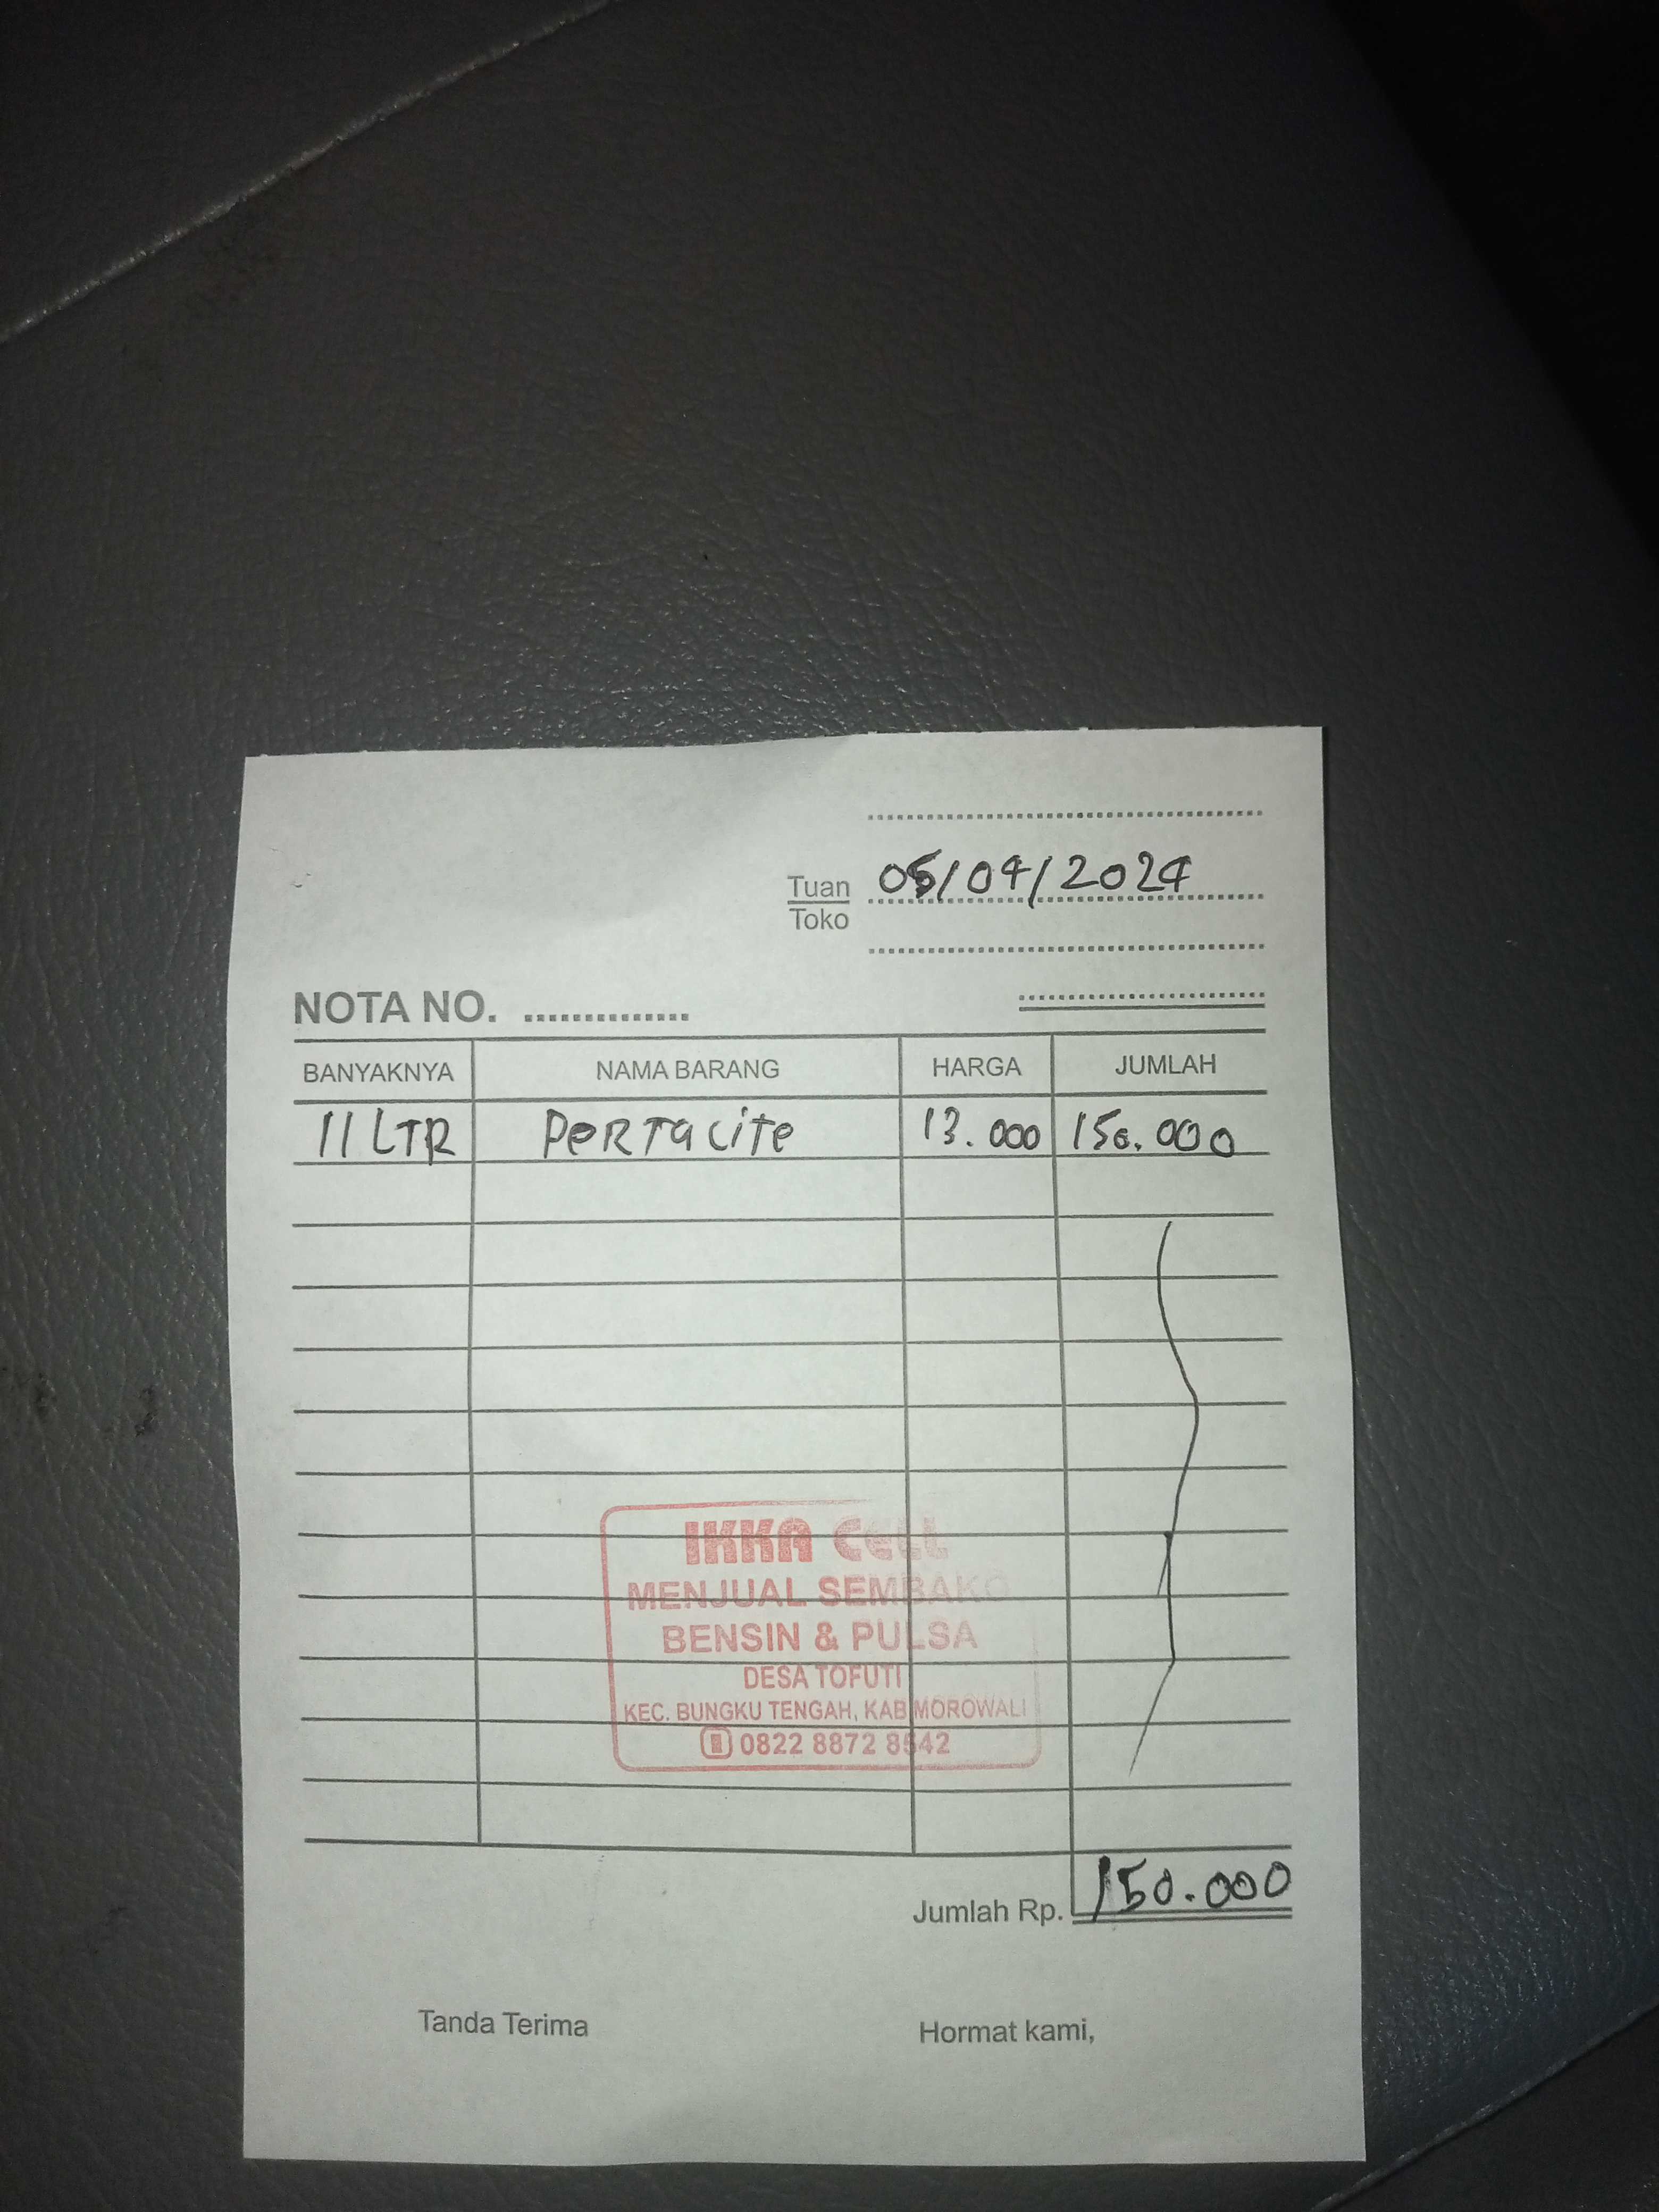 Tuan
Toko
05/04/2024
NOTA NO. ..............
BANYAKNYA NAMA BARANG HARGA JUMLAH
11 LTR PERTACITE 13.000 150.000
IKKA CELL
MENJUAL SEMBAKO
BENSIN & PULSA
DESA TOFUTI
KEC. BUNGKU TENGAH, KAB MOROWALI
0822 8872 8542
Jumlah Rp. 150.000
Tanda Terima Hormat kami,